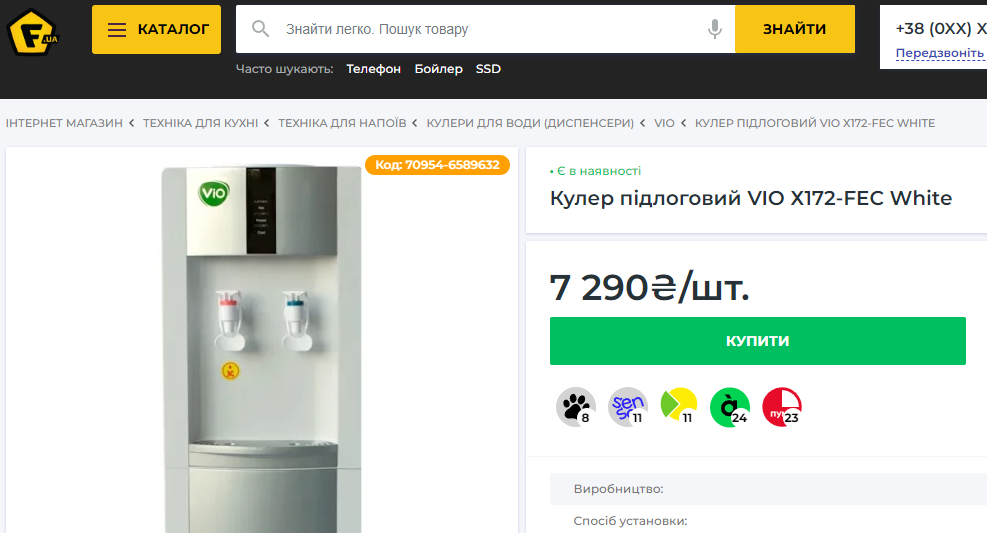 F.UA
КАТАЛОГ
Знайти легко. Пошук товару
ЗНАЙТИ
+38 (0XX) X
Передзвоніть
Часто шукають: Телефон Бойлер SSD
ІНТЕРНЕТ МАГАЗИН
ТЕХНІКА ДЛЯ КУХНІ
ТЕХНІКА ДЛЯ НАПОЇВ
КУЛЕРИ ДЛЯ ВОДИ (ДИСПЕНСЕРИ)
VIO
КУЛЕР ПІДЛОГОВИЙ VIO X172-FEC WHITE
Код: 70954-6589632
ViO
Є в наявності
Кулер підлоговий VIO X172-FEC White
7 290₴/шт.
КУПИТИ
8
11
11
24
23
Виробництво:
Спосіб установки: